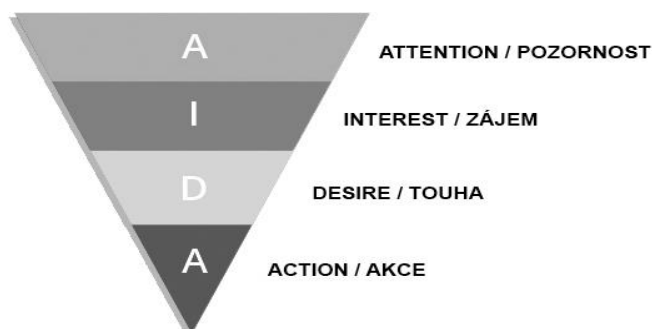 A ATTENTION / POZORNOST
I INTEREST / ZÁJEM
D DESIRE / TOUHA
A ACTION / AKCE